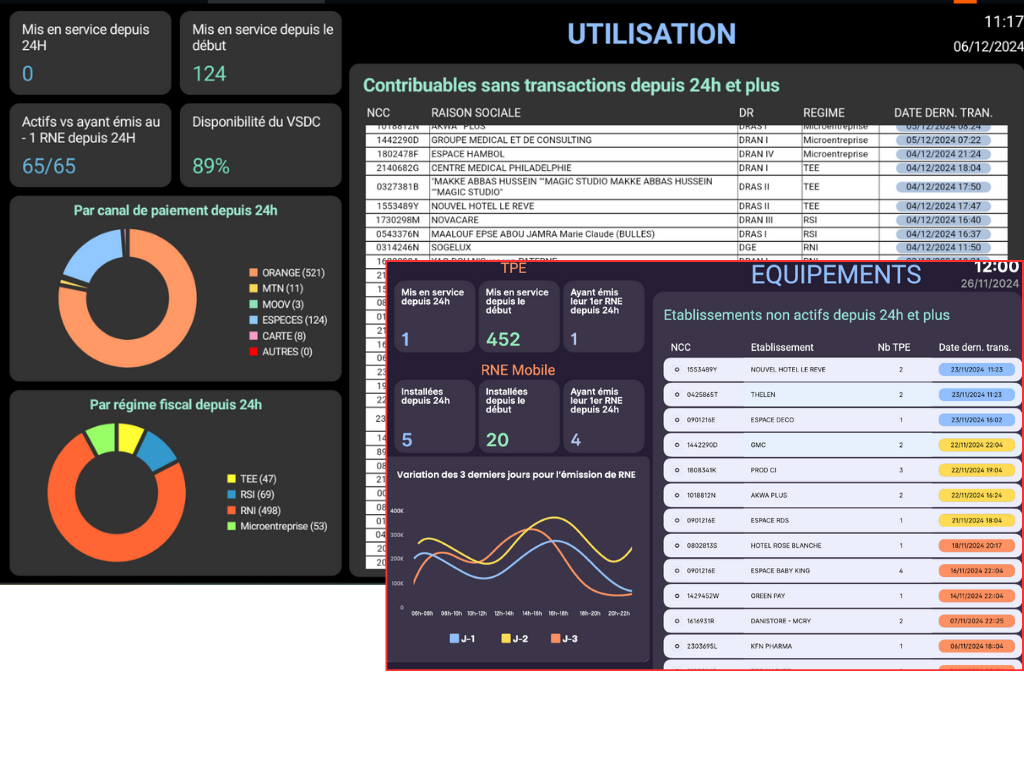 Mis en service depuis
24H
0
Mis en service depuis le
début
124
Actifs vs ayant émis au
- 1 RNE depuis 24H
65/65
Disponibilité du VSDC
89%
Par canal de paiement depuis 24h
ORANGE (521)
MTN (11)
MOOV (3)
ESPECES (124)
CARTE (8)
AUTRES (0)
Par régime fiscal depuis 24h
TEE (47)
RSI (69)
RNI (498)
Microentreprise (53)
UTILISATION
11:17
06/12/2024
Contribuables sans transactions depuis 24h et plus
NCC RAISON SOCIALE DR REGIME DATE DERN. TRAN.
1018812N AKWA PLUS DRAS I Microentreprise 05/12/2024 08:24
1442290D GROUPE MEDICAL ET DE CONSULTING DRAN I Microentreprise 05/12/2024 07:22
1802478F ESPACE HAMBOL DRAN IV Microentreprise 04/12/2024 21:24
2140682G CENTRE MEDICAL PHILADELPHIE DRAN I TEE 04/12/2024 18:04
0327381B "MAKKE ABBAS HUSSEIN ""MAGIC STUDIO MAKKE ABBAS HUSSEIN
""MAGIC STUDIO" DRAS II TEE 04/12/2024 17:50
1553489Y NOUVEL HOTEL LE REVE DRAS II TEE 04/12/2024 17:47
1730298M NOVACARE DRAN III RSI 04/12/2024 16:40
0543376N MAALOUF EPSE ABOU JAMRA Marie Claude (BULLES) DRAS I RSI 04/12/2024 16:37
0314246N SOGELUX DGE RNI 04/12/2024 11:50
TPE
Mis en service
depuis 24h
1
Mis en service
depuis le
début
452
Ayant émis
leur 1er RNE
depuis 24h
1
RNE Mobile
Installées
depuis 24h
5
Installées
depuis le
début
20
Ayant émis
leur 1er RNE
depuis 24h
4
Variation des 3 derniers jours pour l'émission de RNE
400K
300K
200K
100K
0
06h-08h 08h-10h 10h-12h 12h-14h 14h-16h 16h-18h 18h-20h 20h-22h
J-1 J-2 J-3
EQUIPEMENTS
12:00
26/11/2024
Etablissements non actifs depuis 24h et plus
NCC Etablissement Nb TPE Date dern. trans.
1553489Y NOUVEL HOTEL LE REVE 2 23/11/2024 11:23
0425865T THELEN 2 23/11/2024 11:23
0901216E ESPACE DECO 1 23/11/2024 16:02
1442290D GMC 2 22/11/2024 22:04
1808341K PROD CI 3 22/11/2024 19:04
1018812N AKWA PLUS 2 22/11/2024 16:24
0901216E ESPACE RDS 1 21/11/2024 18:04
0802813S HOTEL ROSE BLANCHE 1 18/11/2024 20:17
0901216E ESPACE BABY KING 4 16/11/2024 22:04
1429452W GREEN PAY 1 14/11/2024 22:04
1616931R DANISTORE - MCRY 2 07/11/2024 22:25
2303695L KFN PHARMA 1 06/11/2024 18:04